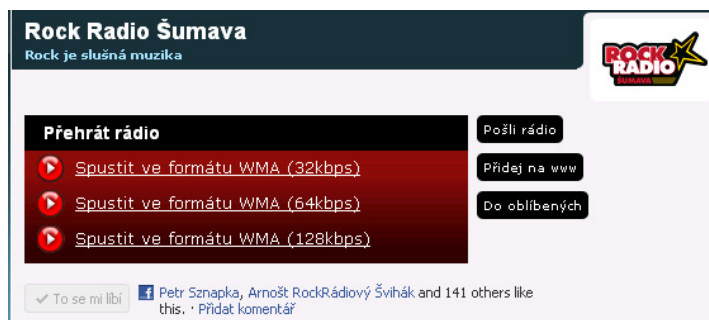 Rock Radio Šumava
Rock je slušná muzika
ROCK
RADIO
ŠUMAVA
Přehrát rádio
Spustit ve formátu WMA (32kbps)
Spustit ve formátu WMA (64kbps)
Spustit ve formátu WMA (128kbps)
Pošli rádio
Přidej na www
Do oblíbených
To se mi líbí
Petr Sznapka, Arnošt RockRádiový Švihák and 141 others like
this. · Přidat komentář